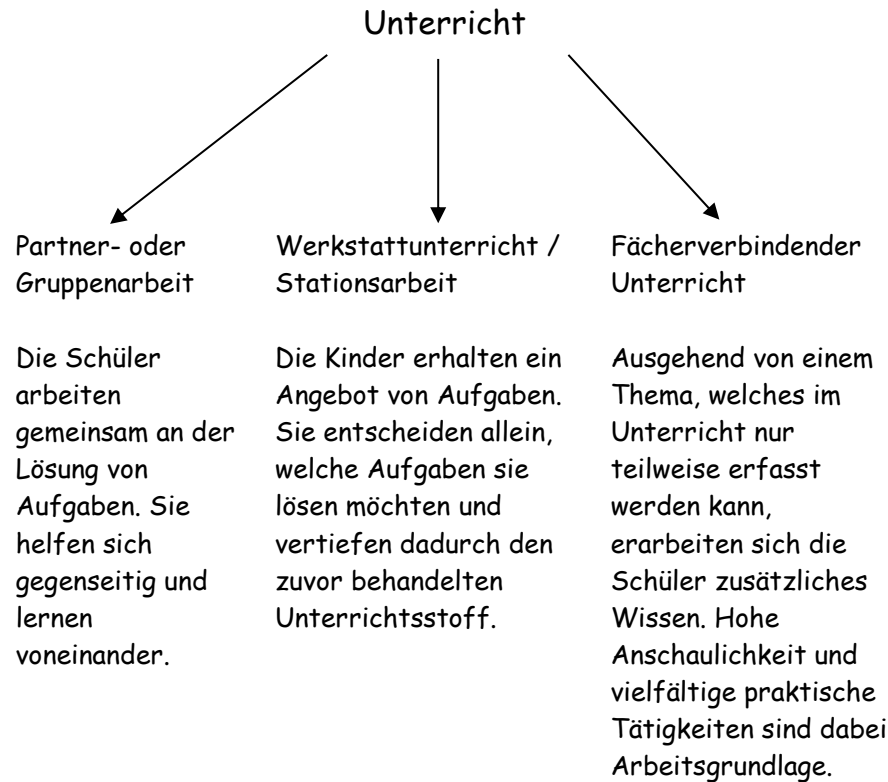 Unterricht
Partner- oder
Gruppenarbeit
Die Schüler
arbeiten
gemeinsam an der
Lösung von
Aufgaben. Sie
helfen sich
gegenseitig und
lernen
voneinander.
Werkstattunterricht /
Stationsarbeit
Die Kinder erhalten ein
Angebot von Aufgaben.
Sie entscheiden allein,
welche Aufgaben sie
lösen möchten und
vertiefen dadurch den
zuvor behandelten
Unterrichtsstoff.
Fächerverbindender
Unterricht
Ausgehend von einem
Thema, welches im
Unterricht nur
teilweise erfasst
werden kann,
erarbeiten sich die
Schüler zusätzliches
Wissen. Hohe
Anschaulichkeit und
vielfältige praktische
Tätigkeiten sind dabei
Arbeitsgrundlage.